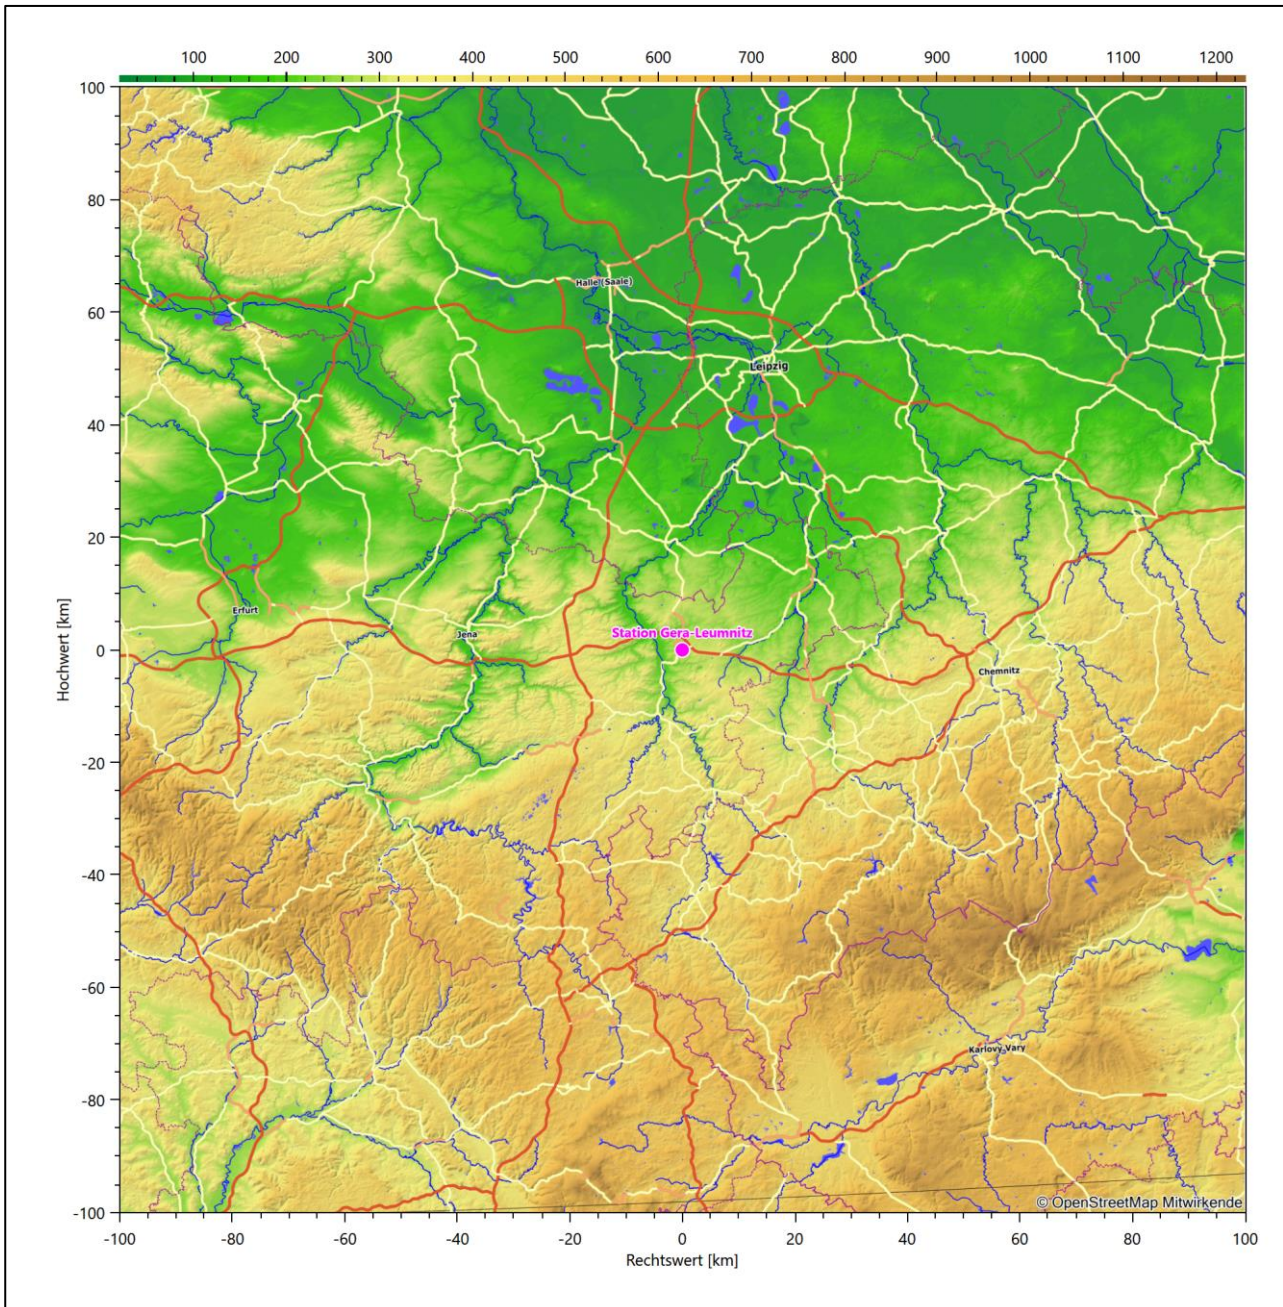 100 200 300 400 500 600 700 800 900 1000 1100 1200
100
80
Halle (Saale)
60
Leipzig
40
20
Erfurt
Jena
Station Gera-Leumnitz
0
Chemnitz
Hochwert [km]
-20
-40
-60
Karlovy Vary
-80
© OpenStreetMap Mitwirkende
-100
-100 -80 -60 -40 -20 0 20 40 60 80 100
Rechtswert [km]